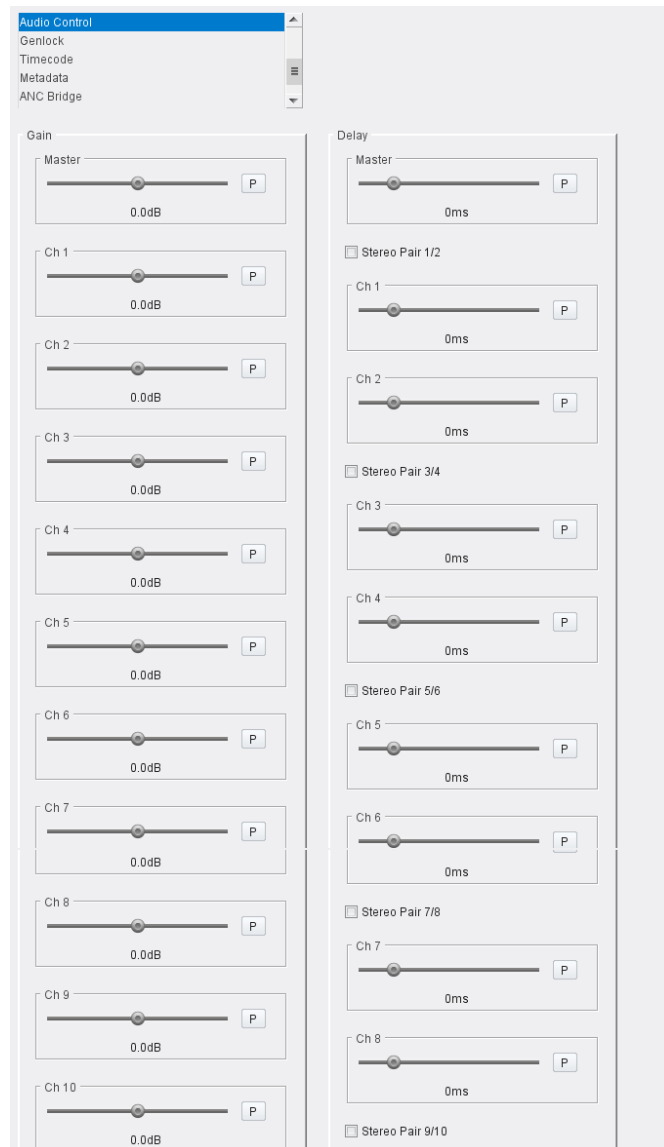 Audio Control
Genlock
Timecode
Metadata
ANC Bridge
Gain
Master
P
0.0dB
Ch 1
P
0.0dB
Ch 2
P
0.0dB
Ch 3
P
0.0dB
Ch 4
P
0.0dB
Ch 5
P
0.0dB
Ch 6
P
0.0dB
Ch 7
P
0.0dB
Ch 8
P
0.0dB
Ch 9
P
0.0dB
Ch 10
P
0.0dB
Delay
Master
P
0ms
Stereo Pair 1/2
Ch 1
P
0ms
Ch 2
P
0ms
Stereo Pair 3/4
Ch 3
P
0ms
Ch 4
P
0ms
Stereo Pair 5/6
Ch 5
P
0ms
Ch 6
P
0ms
Stereo Pair 7/8
Ch 7
P
0ms
Ch 8
P
0ms
Stereo Pair 9/10